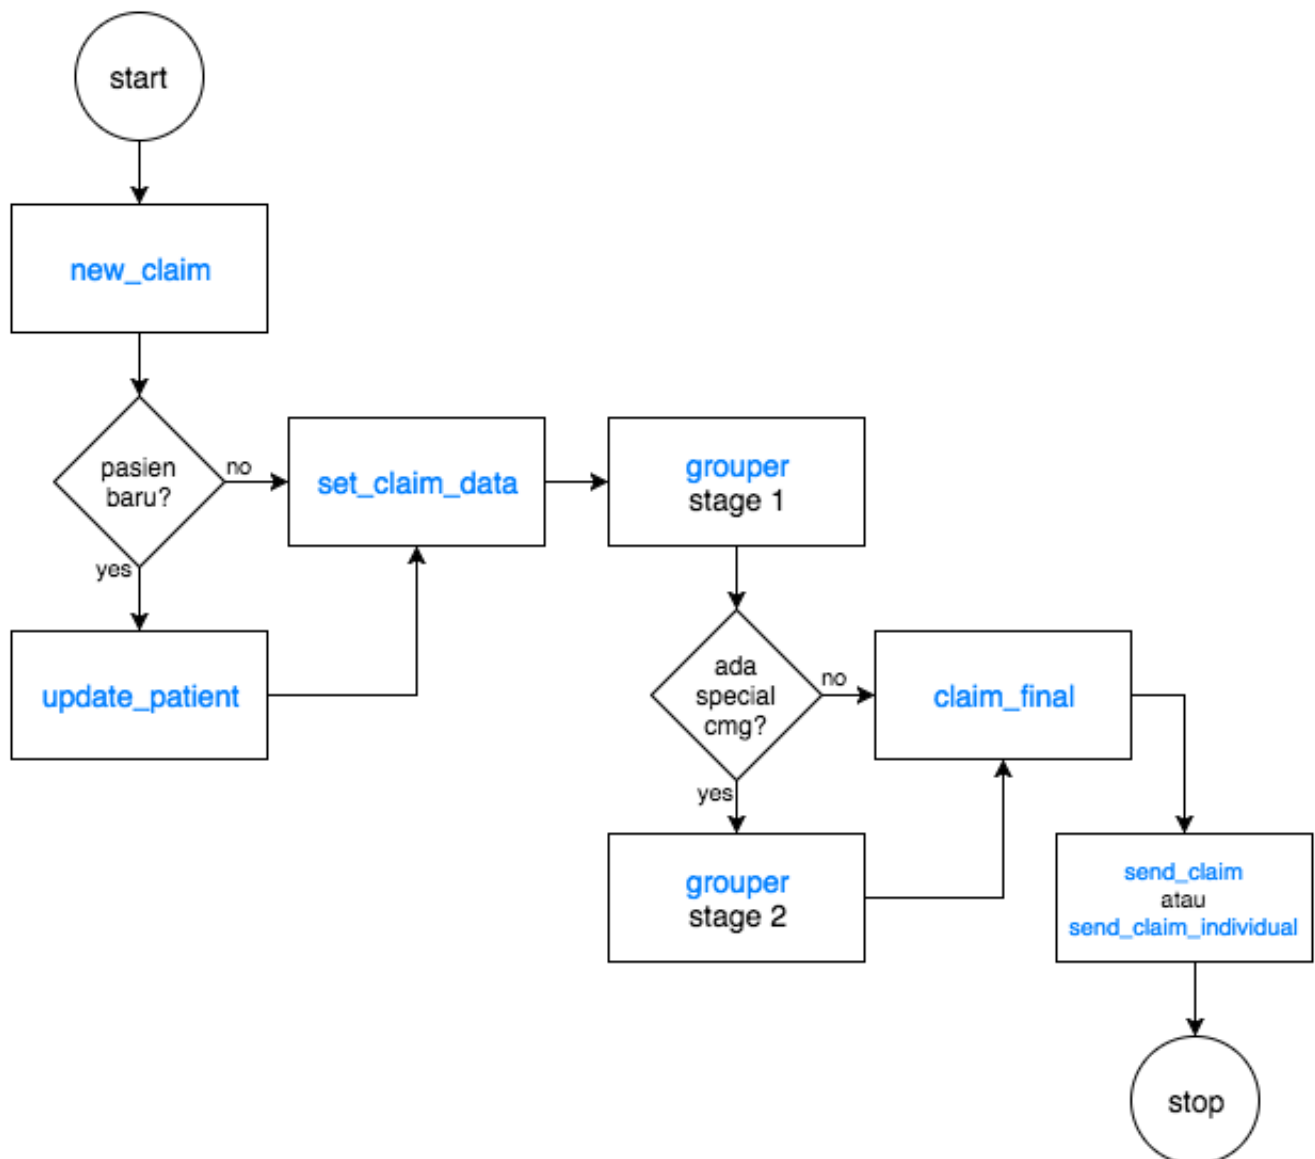 start
new_claim
pasien
baru?
no
yes
update_patient
set_claim_data
grouper
stage 1
ada
special
cmg?
no
yes
grouper
stage 2
claim_final
send_claim
atau
send_claim_individual
stop